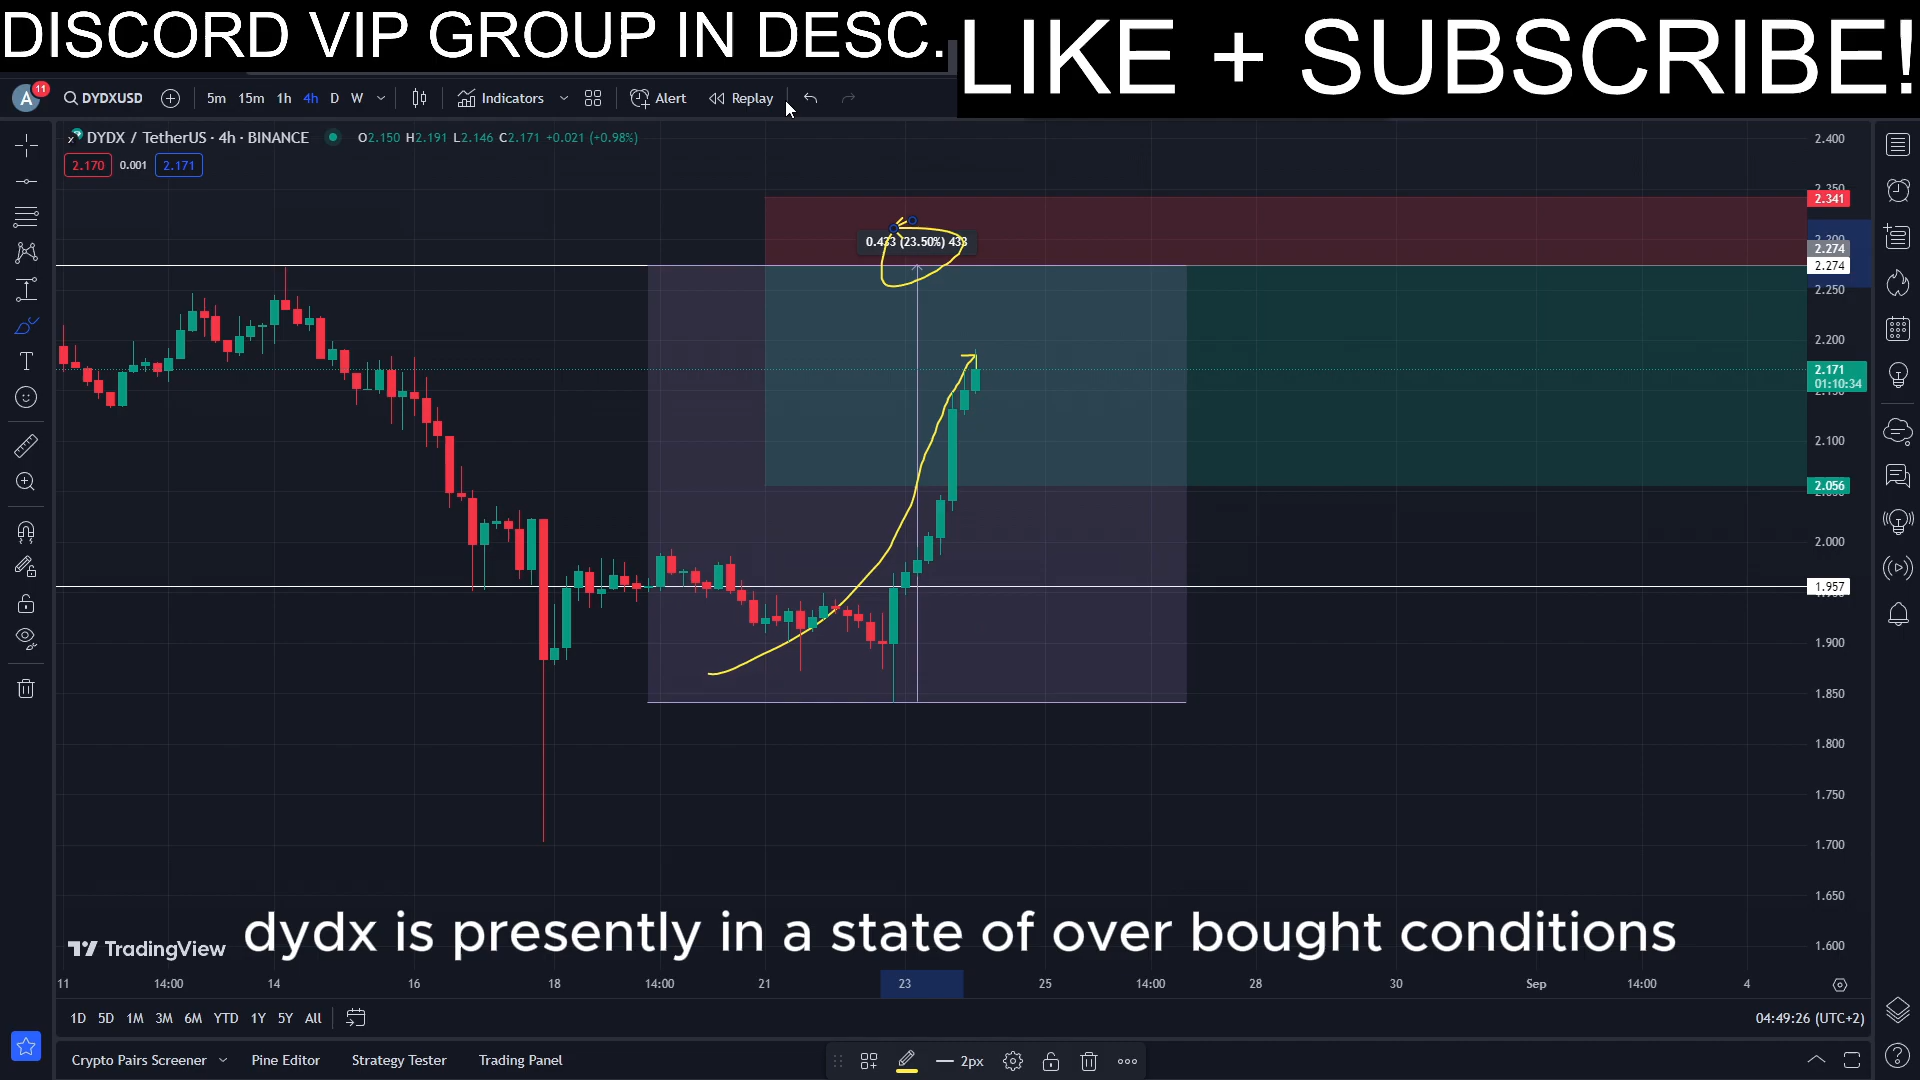 DISCORD VIP GROUP IN DESC.
LIKE + SUBSCRIBE!
A 11 DYDXUSD 5m 15m 1h 4h D W Indicators Alert Replay
DYDX / TetherUS · 4h · BINANCE O2.150 H2.191 L2.146 C2.171 +0.021 (+0.98%)
2.170 0.001 2.171
2.400
2.341
0.433 (23.50%) 433
2.274
2.274
2.250
2.200
2.171
01:10:34
2.100
2.056
2.000
1.957
1.900
1.850
1.800
1.750
1.700
1.650
1.600
dydx is presently in a state of over bought conditions
TradingView
11 14:00 14 16 18 14:00 21 23 25 14:00 28 30 Sep 14:00 4
1D 5D 1M 3M 6M YTD 1Y 5Y All 04:49:26 (UTC+2)
Crypto Pairs Screener Pine Editor Strategy Tester Trading Panel 2px